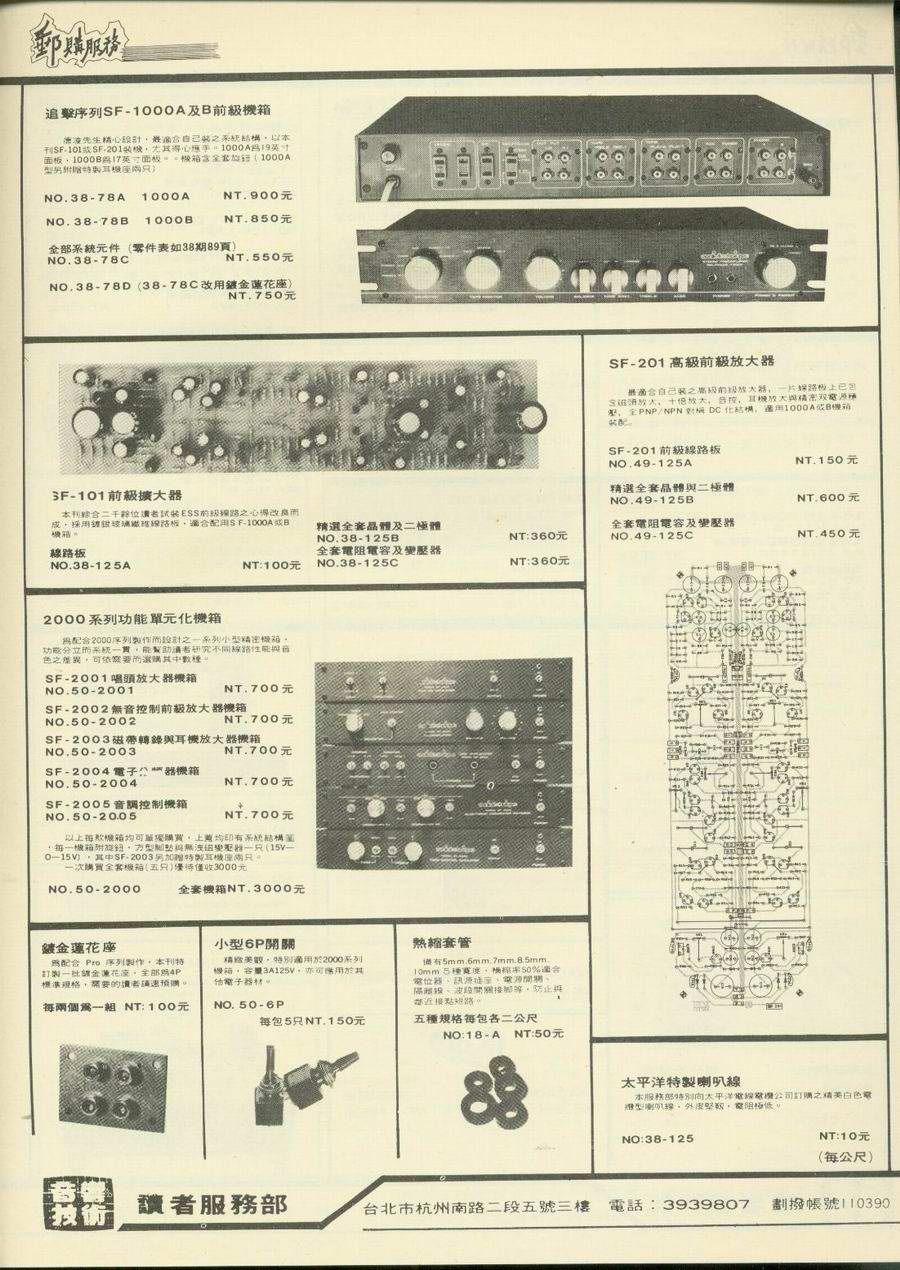 郵購服務
追擊序列SF-1000A及B前級機箱
唐凌先生精心設計，最適合自己裝之系統結構，以本
刊SF-101或SF-201裝機，尤其得心應手。1000A爲19英寸
面板，1000B爲17英寸面板。。機箱含全套旋鈕（1000A
型另附贈特製耳機座兩只）
NO.38-78A 1000A NT.900元
NO.38-78B 1000B NT.850元
全部系統元件（零件表如38期89頁）
NO.38-78C NT.550元
NO.38-78D（38-78C改用鍍金蓮花座）
NT.750元
SF-101前級擴大器
本刊綜合二千餘位讀者試裝ESS前級線路之心得改良而
成，採用鍍銀玻璃纖維線路板，適合配用SF-1000A或B
機箱。
線路板
NO.38-125A NT:100元
精選全套晶體及二極體
NO.38-125B NT:360元
全套電阻電容及變壓器
NO.38-125C NT:360元
SF-201高級前級放大器
最適合自己裝之高級前級放大器，一片線路板上已包
含磁頭放大、十倍放大、音控、耳機放大與精密双電源穩
壓，全PNP/NPN對稱DC化結構，適用1000A或B機箱
裝配。
SF-201前級線路板
NO.49-125A NT.150元
精選全套晶體與二極體
NO.49-125B NT.600元
全套電阻電容及變壓器
NO.49-125C NT.450元
2000系列功能單元化機箱
爲配合2000序列製作而設計之一系列小型精密機箱，
功能分立而系統一貫，能幫助讀者研究不同線路性能與音
色之差異，可依需要而選購其中數種。
SF-2001唱頭放大器機箱
NO.50-2001 NT.700元
SF-2002無音控制前級放大器機箱
NO.50-2002 NT.700元
SF-2003磁帶轉錄與耳機放大器機箱
NO.50-2003 NT.700元
SF-2004電子分 器機箱
NO.50-2004 NT.700元
SF-2005音調控制機箱
NO.50-2005 NT.700元
以上每款機箱均可單獨購買，上蓋均印有系統結構圖
，每一機箱附旋鈕，方型腳墊與無洩磁變壓器一只（15V—
0—15V），其中SF-2003另加贈特製耳機座兩只。
一次購買全套機箱（五只）優待僅收3000元
NO.50-2000 全套機箱NT.3000元
鍍金蓮花座
爲配合 Pro 序列製作，本刊特
訂製一批鍍金蓮花座，全部爲4P
標準規格，需要的讀者請速預購。
每兩個爲一組 NT:100元
小型6P開關
精緻美觀，特別適用於2000系列
機箱，容量3A125V，亦可應用於其
他電子器材。
NO.50-6P
每包5只NT.150元
熱縮套管
備有5mm.6mm.7mm.8.5mm.
10mm 5種寬度，橫縮率50%適合
電位器、訊源插座、電源開關、
隔離線、波段開關接腳等，防止與
鄰近接點短路。
五種規格每包各二公尺
NO:18-A NT:50元
太平洋特製喇叭線
本服務部特別向太平洋電線電纜公司訂購之精美白色電
纜型喇叭線，外皮堅靱，電阻極低。
NO:38-125 NT:10元
（每公尺）
音響技術
讀者服務部
台北市杭州南路二段五號三樓 電話：3939807 劃撥帳號110390